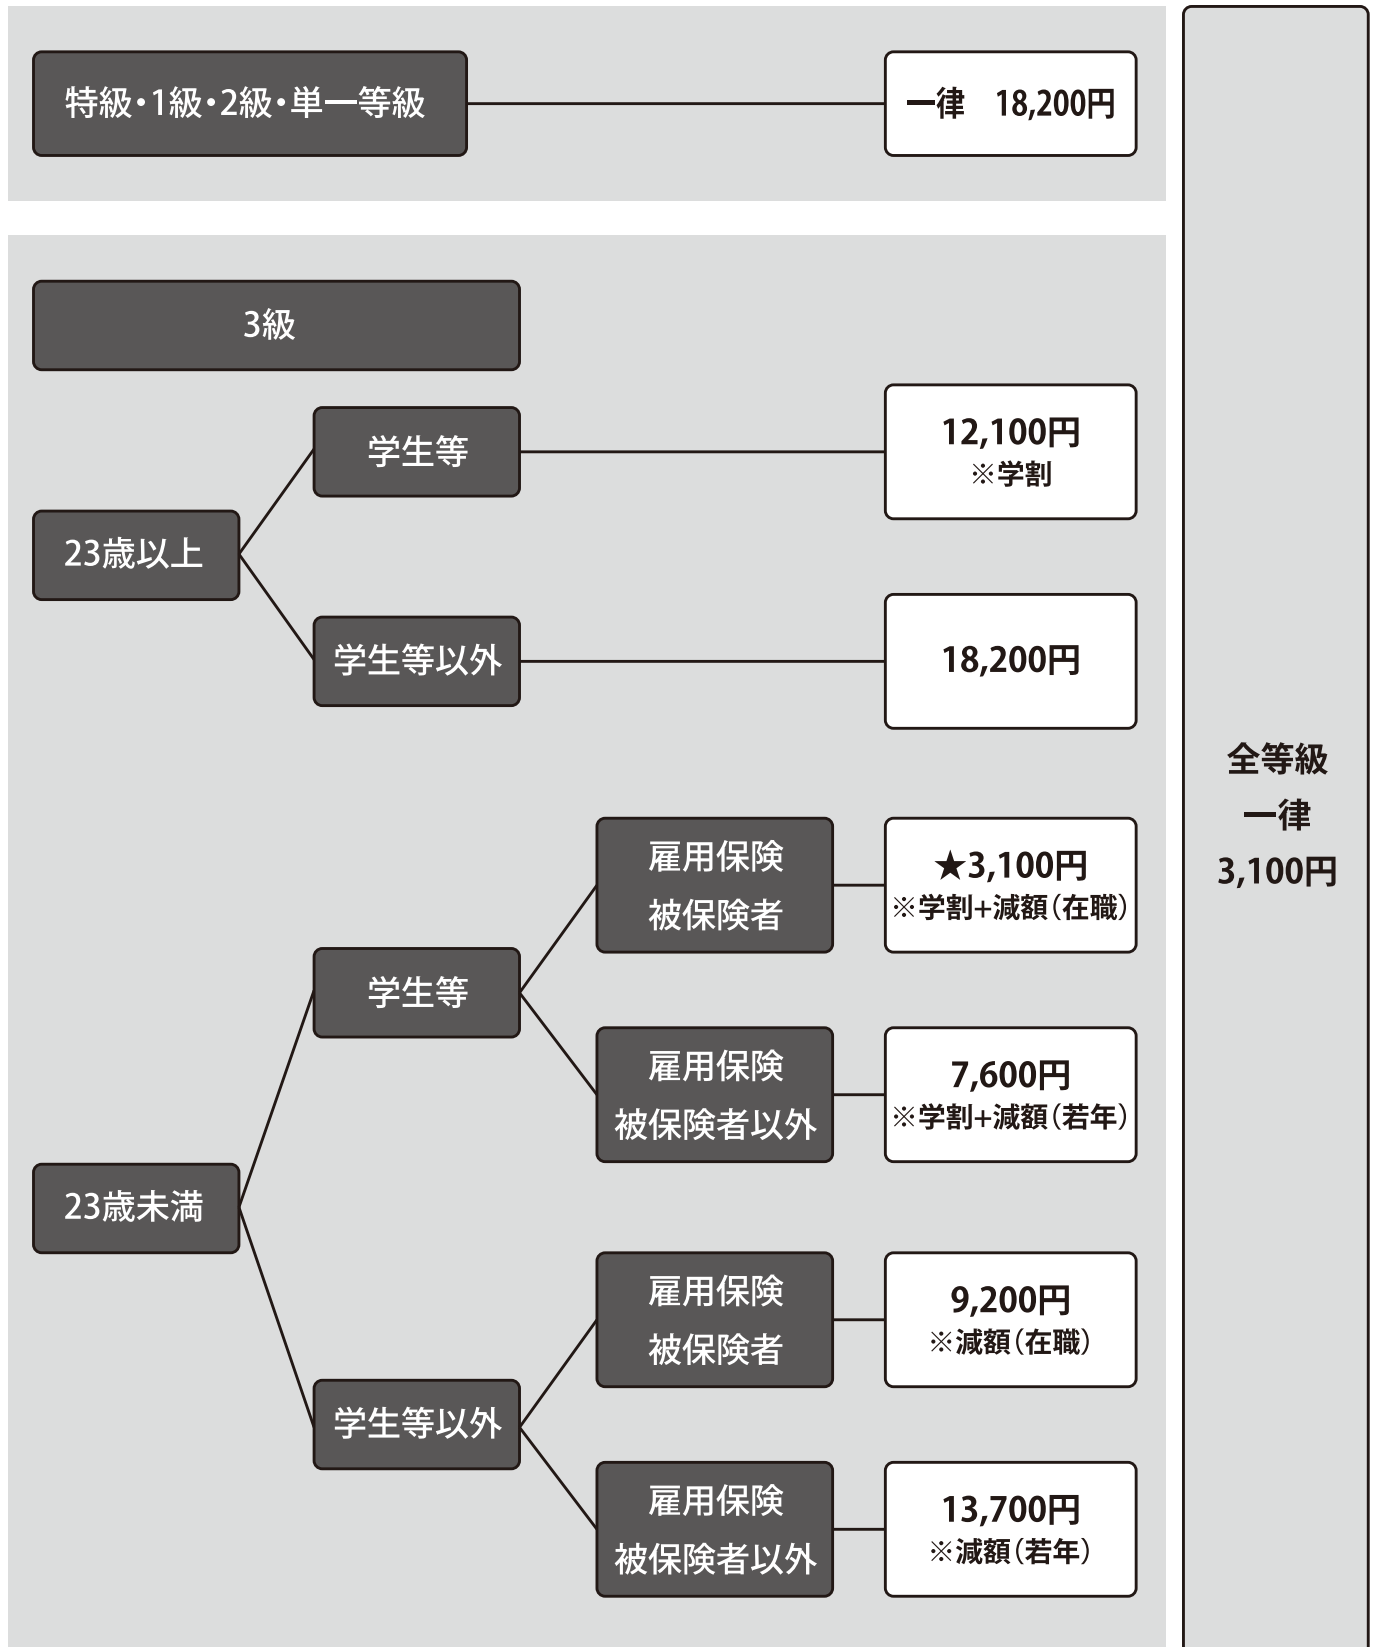 特級・1級・2級・単一等級
一律　18,200円
3級
23歳以上
学生等
12,100円
※学割
学生等以外
18,200円
23歳未満
学生等
雇用保険
被保険者
★3,100円
※学割+減額（在職）
雇用保険
被保険者以外
7,600円
※学割+減額（若年）
学生等以外
雇用保険
被保険者
9,200円
※減額（在職）
雇用保険
被保険者以外
13,700円
※減額（若年）
全等級
一律
3,100円